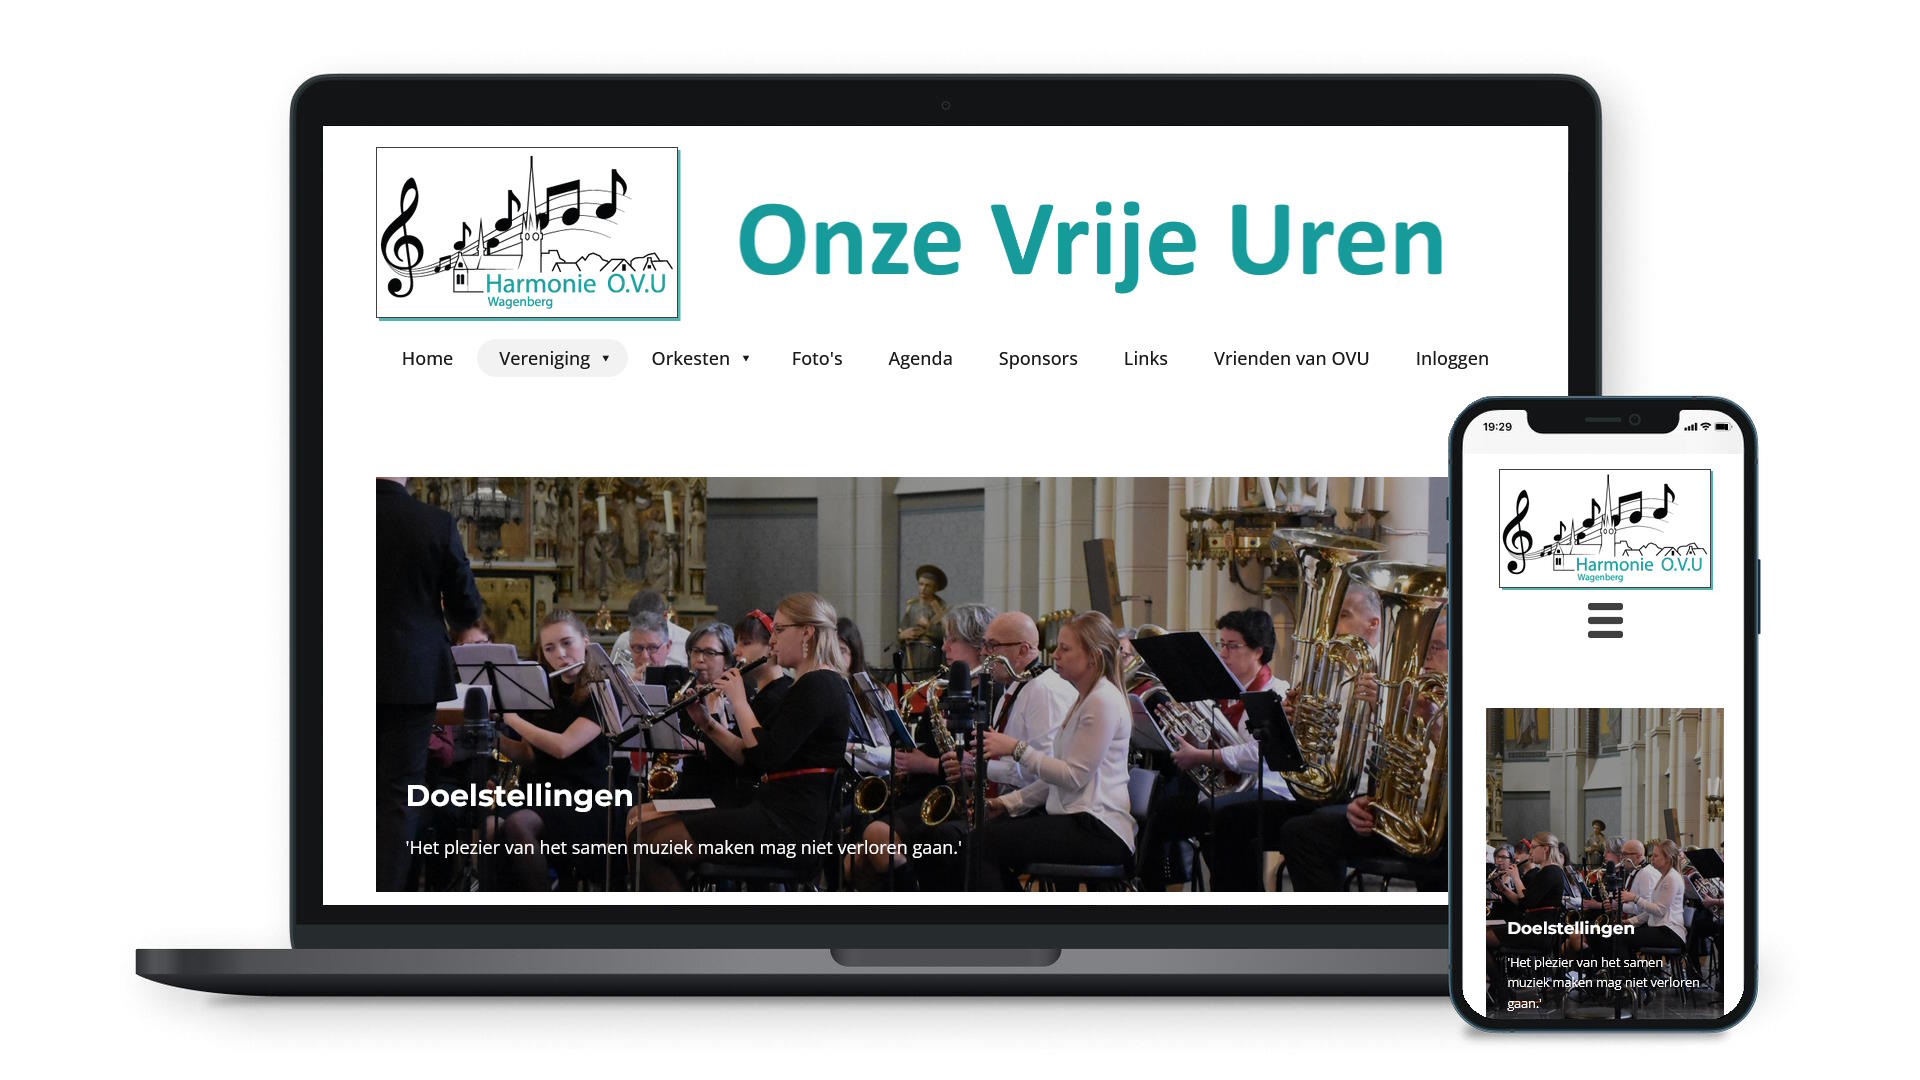 Harmonie O.V.U
Wagenberg
Onze Vrije Uren
Home Vereniging ▼ Orkesten ▼ Foto's Agenda Sponsors Links Vrienden van OVU Inloggen
Doelstellingen
'Het plezier van het samen muziek maken mag niet verloren gaan.'
19:29
Harmonie O.V.U
Wagenberg
Doelstellingen
'Het plezier van het samen
muziek maken mag niet verloren
gaan.'